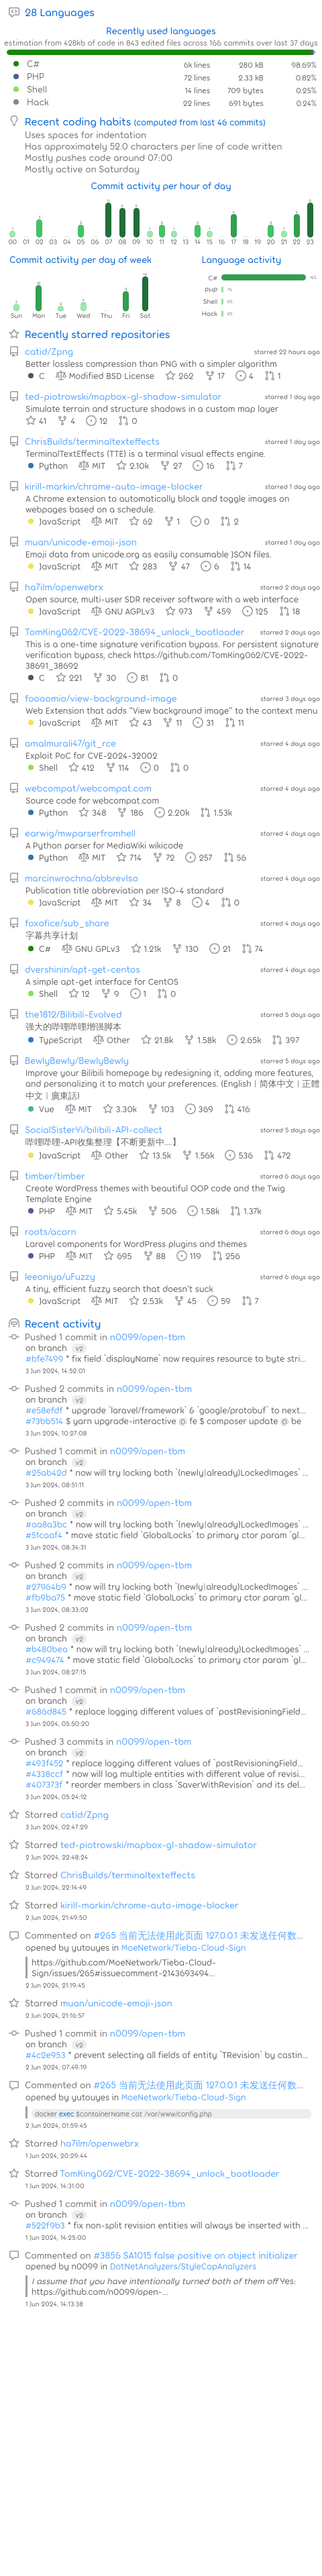 28 Languages
Recently used languages
estimation from 428kb of code in 843 edited files across 166 commits over last 37 days
C# 6k lines 280 kB 98.69%
PHP 72 lines 2.33 kB 0.82%
Shell 14 lines 709 bytes 0.25%
Hack 22 lines 691 bytes 0.24%
Recent coding habits (computed from last 46 commits)
Uses spaces for indentation
Has approximately 52.0 characters per line of code written
Mostly pushes code around 07:00
Mostly active on Saturday
Commit activity per hour of day
00 01 02 03 04 05 06 07 08 09 10 11 12 13 14 15 16 17 18 19 20 21 22 23
Commit activity per day of week
Language activity
C#
PHP
Shell
Hack
Sun Mon Tue Wed Thu Fri Sat
Recently starred repositories
catid/Zpng starred 22 hours ago
Better lossless compression than PNG with a simpler algorithm
C Modified BSD License 262 17 4 1
ted-piotrowski/mapbox-gl-shadow-simulator starred 1 day ago
Simulate terrain and structure shadows in a custom map layer
41 4 12 0
ChrisBuilds/terminaltexteffects starred 1 day ago
TerminalTextEffects (TTE) is a terminal visual effects engine.
Python MIT 2.10k 27 16 7
kirill-markin/chrome-auto-image-blocker starred 1 day ago
A Chrome extension to automatically block and toggle images on
webpages based on a schedule.
JavaScript MIT 62 1 0 2
muan/unicode-emoji-json starred 1 day ago
Emoji data from unicode.org as easily consumable JSON files.
JavaScript MIT 283 47 6 14
ha7ilm/openwebrx starred 2 days ago
Open source, multi-user SDR receiver software with a web interface
JavaScript GNU AGPLv3 973 459 125 18
TomKing062/CVE-2022-38694_unlock_bootloader starred 2 days ago
This is a one-time signature verification bypass. For persistent signature
verification bypass, check https://github.com/TomKing062/CVE-2022-
38691_38692
C 221 30 81 0
foooomio/view-background-image starred 3 days ago
Web Extension that adds "View background image" to the context menu
JavaScript MIT 43 11 31 11
amalmurali47/git_rce starred 4 days ago
Exploit PoC for CVE-2024-32002
Shell 412 114 0 0
webcompat/webcompat.com starred 4 days ago
Source code for webcompat.com
Python 348 186 2.20k 1.53k
earwig/mwparserfromhell starred 4 days ago
A Python parser for MediaWiki wikicode
Python MIT 714 72 257 56
marcinwrochna/abbrevIso starred 4 days ago
Publication title abbreviation per ISO-4 standard
JavaScript MIT 34 8 4 0
foxofice/sub_share starred 4 days ago
字幕共享计划
C# GNU GPLv3 1.21k 130 21 74
dvershinin/apt-get-centos starred 4 days ago
A simple apt-get interface for CentOS
Shell 12 9 1 0
the1812/Bilibili-Evolved starred 5 days ago
强大的哔哩哔哩增强脚本
TypeScript Other 21.8k 1.58k 2.65k 397
BewlyBewly/BewlyBewly starred 5 days ago
Improve your Bilibili homepage by redesigning it, adding more features,
and personalizing it to match your preferences. (English | 简体中文 | 正體
中文 | 廣東話)
Vue MIT 3.30k 103 369 416
SocialSisterYi/bilibili-API-collect starred 5 days ago
哔哩哔哩-API收集整理【不断更新中....】
JavaScript Other 13.5k 1.56k 536 472
timber/timber starred 6 days ago
Create WordPress themes with beautiful OOP code and the Twig
Template Engine
PHP MIT 5.45k 506 1.58k 1.37k
roots/acorn starred 6 days ago
Laravel components for WordPress plugins and themes
PHP MIT 695 88 119 256
leeoniya/uFuzzy starred 6 days ago
A tiny, efficient fuzzy search that doesn't suck
JavaScript MIT 2.53k 45 59 7
Recent activity
Pushed 1 commit in n0099/open-tbm
on branch v2
#bfe7499 * fix field `displayName` now requires resource to byte stri...
3 Jun 2024, 14:52:01
Pushed 2 commits in n0099/open-tbm
on branch v2
#e58efdf * upgrade `laravel/framework` & `google/protobuf` to next...
#73bb514 $ yarn upgrade-interactive @ fe $ composer update @ be
3 Jun 2024, 10:27:08
Pushed 1 commit in n0099/open-tbm
on branch v2
#25ab42d * now will try locking both `(newly|already)LockedImages` ...
3 Jun 2024, 08:51:11
Pushed 2 commits in n0099/open-tbm
on branch v2
#aa8a3bc * now will try locking both `(newly|already)LockedImages` ...
#51caaf4 * move static field `GlobalLocks` to primary ctor param `gl...
3 Jun 2024, 08:34:31
Pushed 2 commits in n0099/open-tbm
on branch v2
#27964b9 * now will try locking both `(newly|already)LockedImages` ...
#fb9ba75 * move static field `GlobalLocks` to primary ctor param `gl...
3 Jun 2024, 08:33:02
Pushed 2 commits in n0099/open-tbm
on branch v2
#b480bea * now will try locking both `(newly|already)LockedImages` ...
#c949474 * move static field `GlobalLocks` to primary ctor param `gl...
3 Jun 2024, 08:27:15
Pushed 1 commit in n0099/open-tbm
on branch v2
#686d845 * replace logging different values of `postRevisioningField...
3 Jun 2024, 05:50:20
Pushed 3 commits in n0099/open-tbm
on branch v2
#493f452 * replace logging different values of `postRevisioningField...
#4338ccf * now will log multiple entities with different value of revisi...
#407373f * reorder members in class `SaverWithRevision` and its del...
3 Jun 2024, 05:24:12
Starred catid/Zpng
3 Jun 2024, 02:47:29
Starred ted-piotrowski/mapbox-gl-shadow-simulator
2 Jun 2024, 22:48:24
Starred ChrisBuilds/terminaltexteffects
2 Jun 2024, 22:14:49
Starred kirill-markin/chrome-auto-image-blocker
2 Jun 2024, 21:49:50
Commented on #265 当前无法使用此页面 127.0.0.1 未发送任何数...
opened by yutouyes in MoeNetwork/Tieba-Cloud-Sign
https://github.com/MoeNetwork/Tieba-Cloud-
Sign/issues/265#issuecomment-2143693494...
2 Jun 2024, 21:19:45
Starred muan/unicode-emoji-json
2 Jun 2024, 21:16:57
Pushed 1 commit in n0099/open-tbm
on branch v2
#4c2e953 * prevent selecting all fields of entity `TRevision` by castin...
2 Jun 2024, 07:49:19
Commented on #265 当前无法使用此页面 127.0.0.1 未发送任何数...
opened by yutouyes in MoeNetwork/Tieba-Cloud-Sign
docker exec $containerName cat /var/www/config.php
2 Jun 2024, 01:59:45
Starred ha7ilm/openwebrx
1 Jun 2024, 20:29:44
Starred TomKing062/CVE-2022-38694_unlock_bootloader
1 Jun 2024, 14:31:00
Pushed 1 commit in n0099/open-tbm
on branch v2
#522f9b3 * fix non-split revision entities will always be inserted with ...
1 Jun 2024, 14:25:00
Commented on #3856 SA1015 false positive on object initializer
opened by n0099 in DotNetAnalyzers/StyleCopAnalyzers
I assume that you have intentionally turned both of them off Yes:
https://github.com/n0099/open-...
1 Jun 2024, 14:13:38